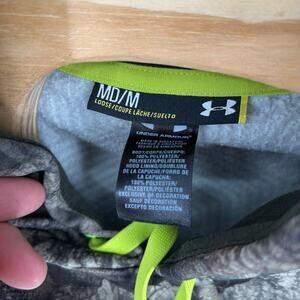 MD/M
LOOSE/COUPE LÂCHE/SUELTO
UNDER ARMOUR
BODY/CORPS/CUERPO:
100% POLYESTER/
POLYESTER/POLIÉSTER
HOOD LINING/DOUBLURE
DE LA CAPUCHE/FORRO DE
LA CAPUCHA:
100% POLYESTER/
POLYESTER/POLIÉSTER
EXCLUSIVE OF DECORATION
SAUF DÉCORATION
EXCEPTO DECORACIÓN